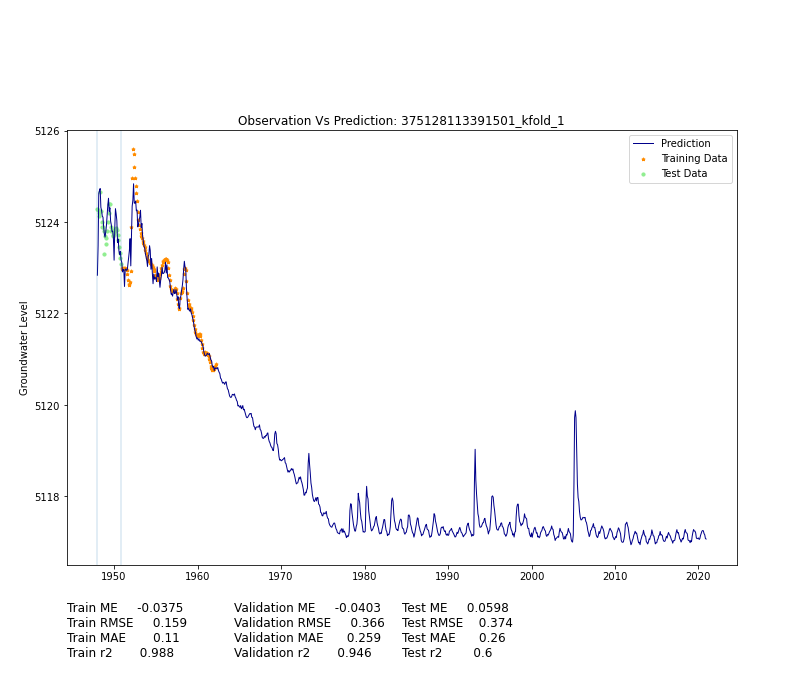 Observation Vs Prediction: 375128113391501_kfold_1
5126
5124
5122
5120
5118
Groundwater Level
Prediction
Training Data
Test Data
1950 1960 1970 1980 1990 2000 2010 2020
Train ME -0.0375 Validation ME -0.0403 Test ME 0.0598
Train RMSE 0.159 Validation RMSE 0.366 Test RMSE 0.374
Train MAE 0.11 Validation MAE 0.259 Test MAE 0.26
Train r2 0.988 Validation r2 0.946 Test r2 0.6